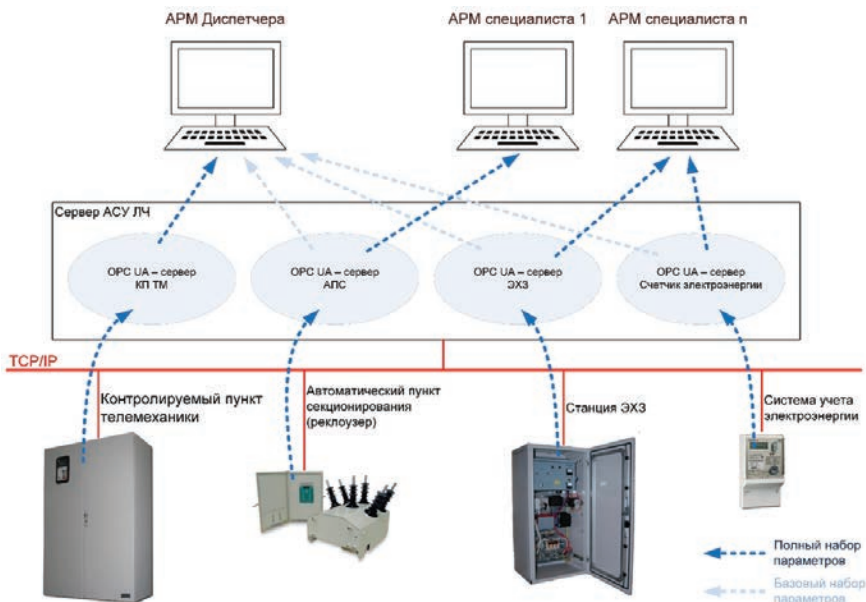 АРМ Диспетчера
АРМ специалиста 1
АРМ специалиста n
Сервер АСУ ЛЧ
OPC UA – сервер
КП ТМ
OPC UA – сервер
АПС
OPC UA – сервер
ЭХЗ
OPC UA – сервер
Счетчик электроэнергии
TCP/IP
Контролируемый пункт
телемеханики
Автоматический пункт
секционирования
(реклоузер)
Станция ЭХЗ
Система учета
электроэнергии
Полный набор
параметров
Базовый набор
параметров